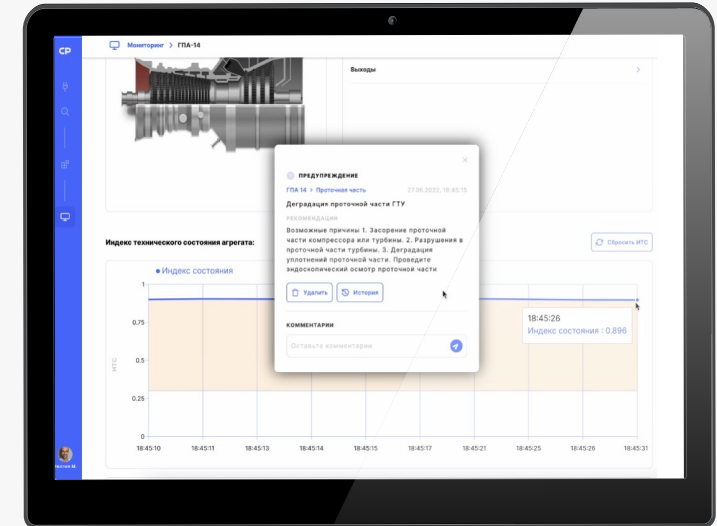 СР
Мониторинг > ГПА-14
Выходы
ПРЕДУПРЕЖДЕНИЕ
ГПА 14 > Проточная часть
27.05.2022, 18:45:15
Деградация проточной части ГТУ
РЕКОМЕНДАЦИИ
Возможные причины 1. Засорение проточной
части компрессора или турбины. 2. Разрушения в
проточной части турбины. 3. Деградация
уплотнений проточной части. Проведите
эндоскопический осмотр проточной части
Удалить
История
КОММЕНТАРИИ
Оставьте комментарий
Индекс технического состояния агрегата:
Сбросить ИТС
Индекс состояния
1
0.75
0.5
0.25
0
ИТС
18:45:26
Индекс состояния : 0.896
18:45:10 18:45:11 18:45:13 18:45:14 18:45:15 18:45:17 18:45:21 18:45:25 18:45:26 18:45:31